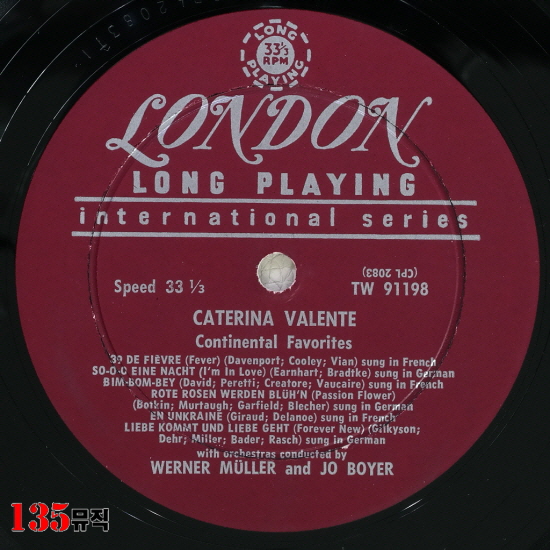 LONG
33⅓
RPM
PLAYING
LONDON
LONG PLAYING
international series
(CPL 2083)
Speed 33 ⅓ TW 91198
CATERINA VALENTE
Continental Favorites
39 DE FIÈVRE (Fever) (Davenport; Cooley; Vian) sung in French
SO-O-O EINE NACHT (I'm In Love) (Earnhart; Bradtke) sung in German
BIM-BOM-BEY (David; Peretti; Creatore; Vaucaire) sung in French
ROTE ROSEN WERDEN BLÜH'N (Passion Flower)
(Botkin; Murtaugh; Garfield; Blecher) sung in German
EN UNKRAINE (Giraud; Delanoe) sung in French
LIEBE KOMMT UND LIEBE GEHT (Forever New) (Gilkyson;
Dehr; Miller; Bader; Rasch) sung in German
with orchestras conducted by
WERNER MÜLLER and JO BOYER
135뮤직